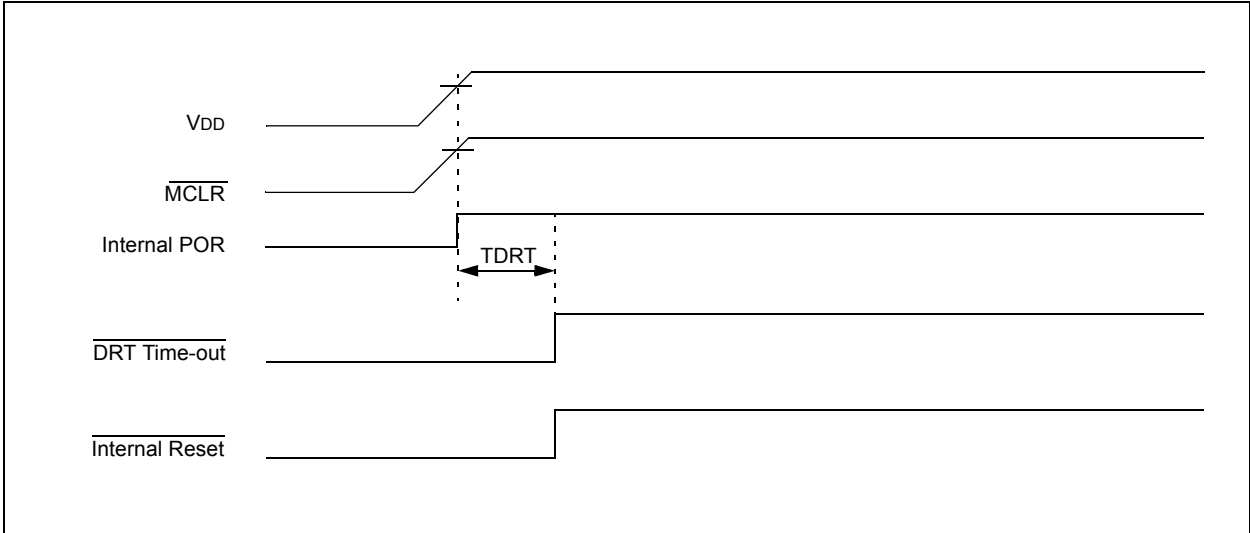 VDD
MCLR
Internal POR
TDRT
DRT Time-out
Internal Reset